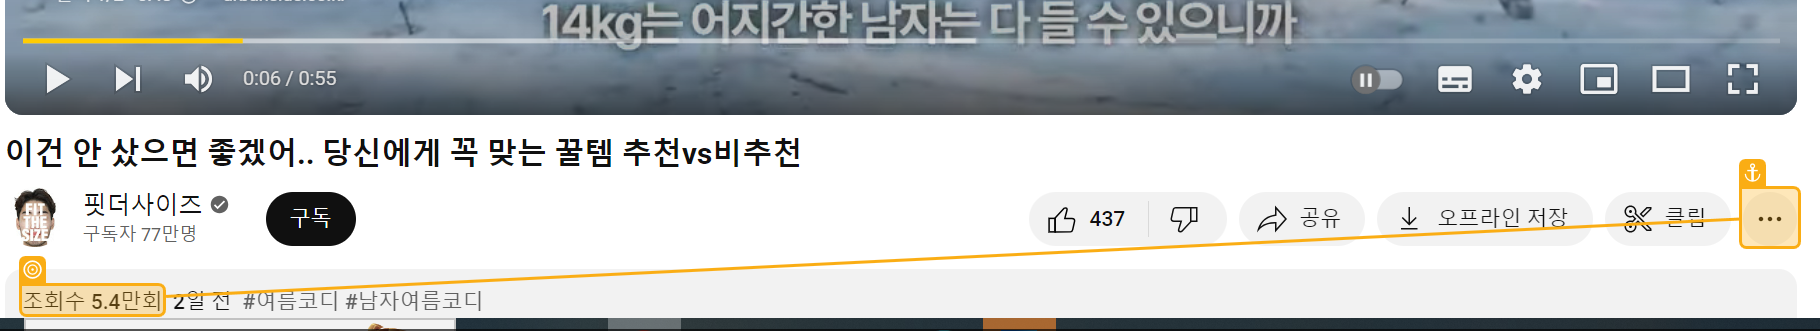 14kg는 어지간한 남자는 다 들 수 있으니까
0:06 / 0:55
이건 안 샀으면 좋겠어.. 당신에게 꼭 맞는 꿀템 추천vs비추천
FIT THE SIZE
핏더사이즈
구독자 77만명
구독
437
공유
오프라인 저장
클립
조회수 5.4만회 2일 전 #여름코디 #남자여름코디